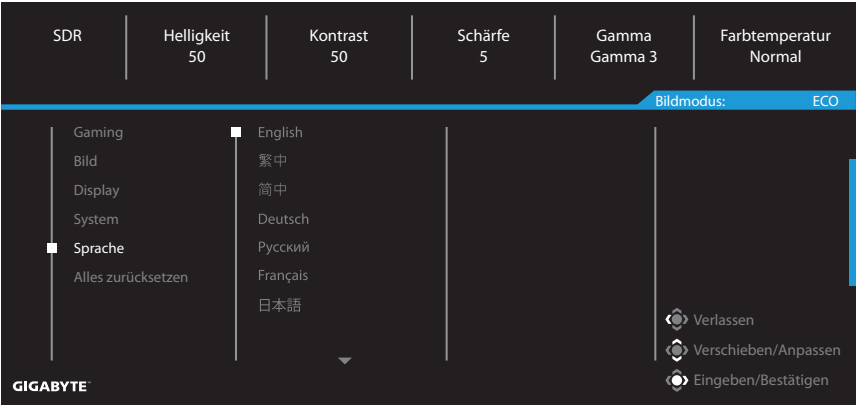 SDR
Helligkeit
50
Kontrast
50
Schärfe
5
Gamma
Gamma 3
Farbtemperatur
Normal
Bildmodus: ECO
Gaming
Bild
Display
System
Sprache
Alles zurücksetzen
English
繁中
简中
Deutsch
Русский
Français
日本語
Verlassen
Verschieben/Anpassen
Eingeben/Bestätigen
GIGABYTE™